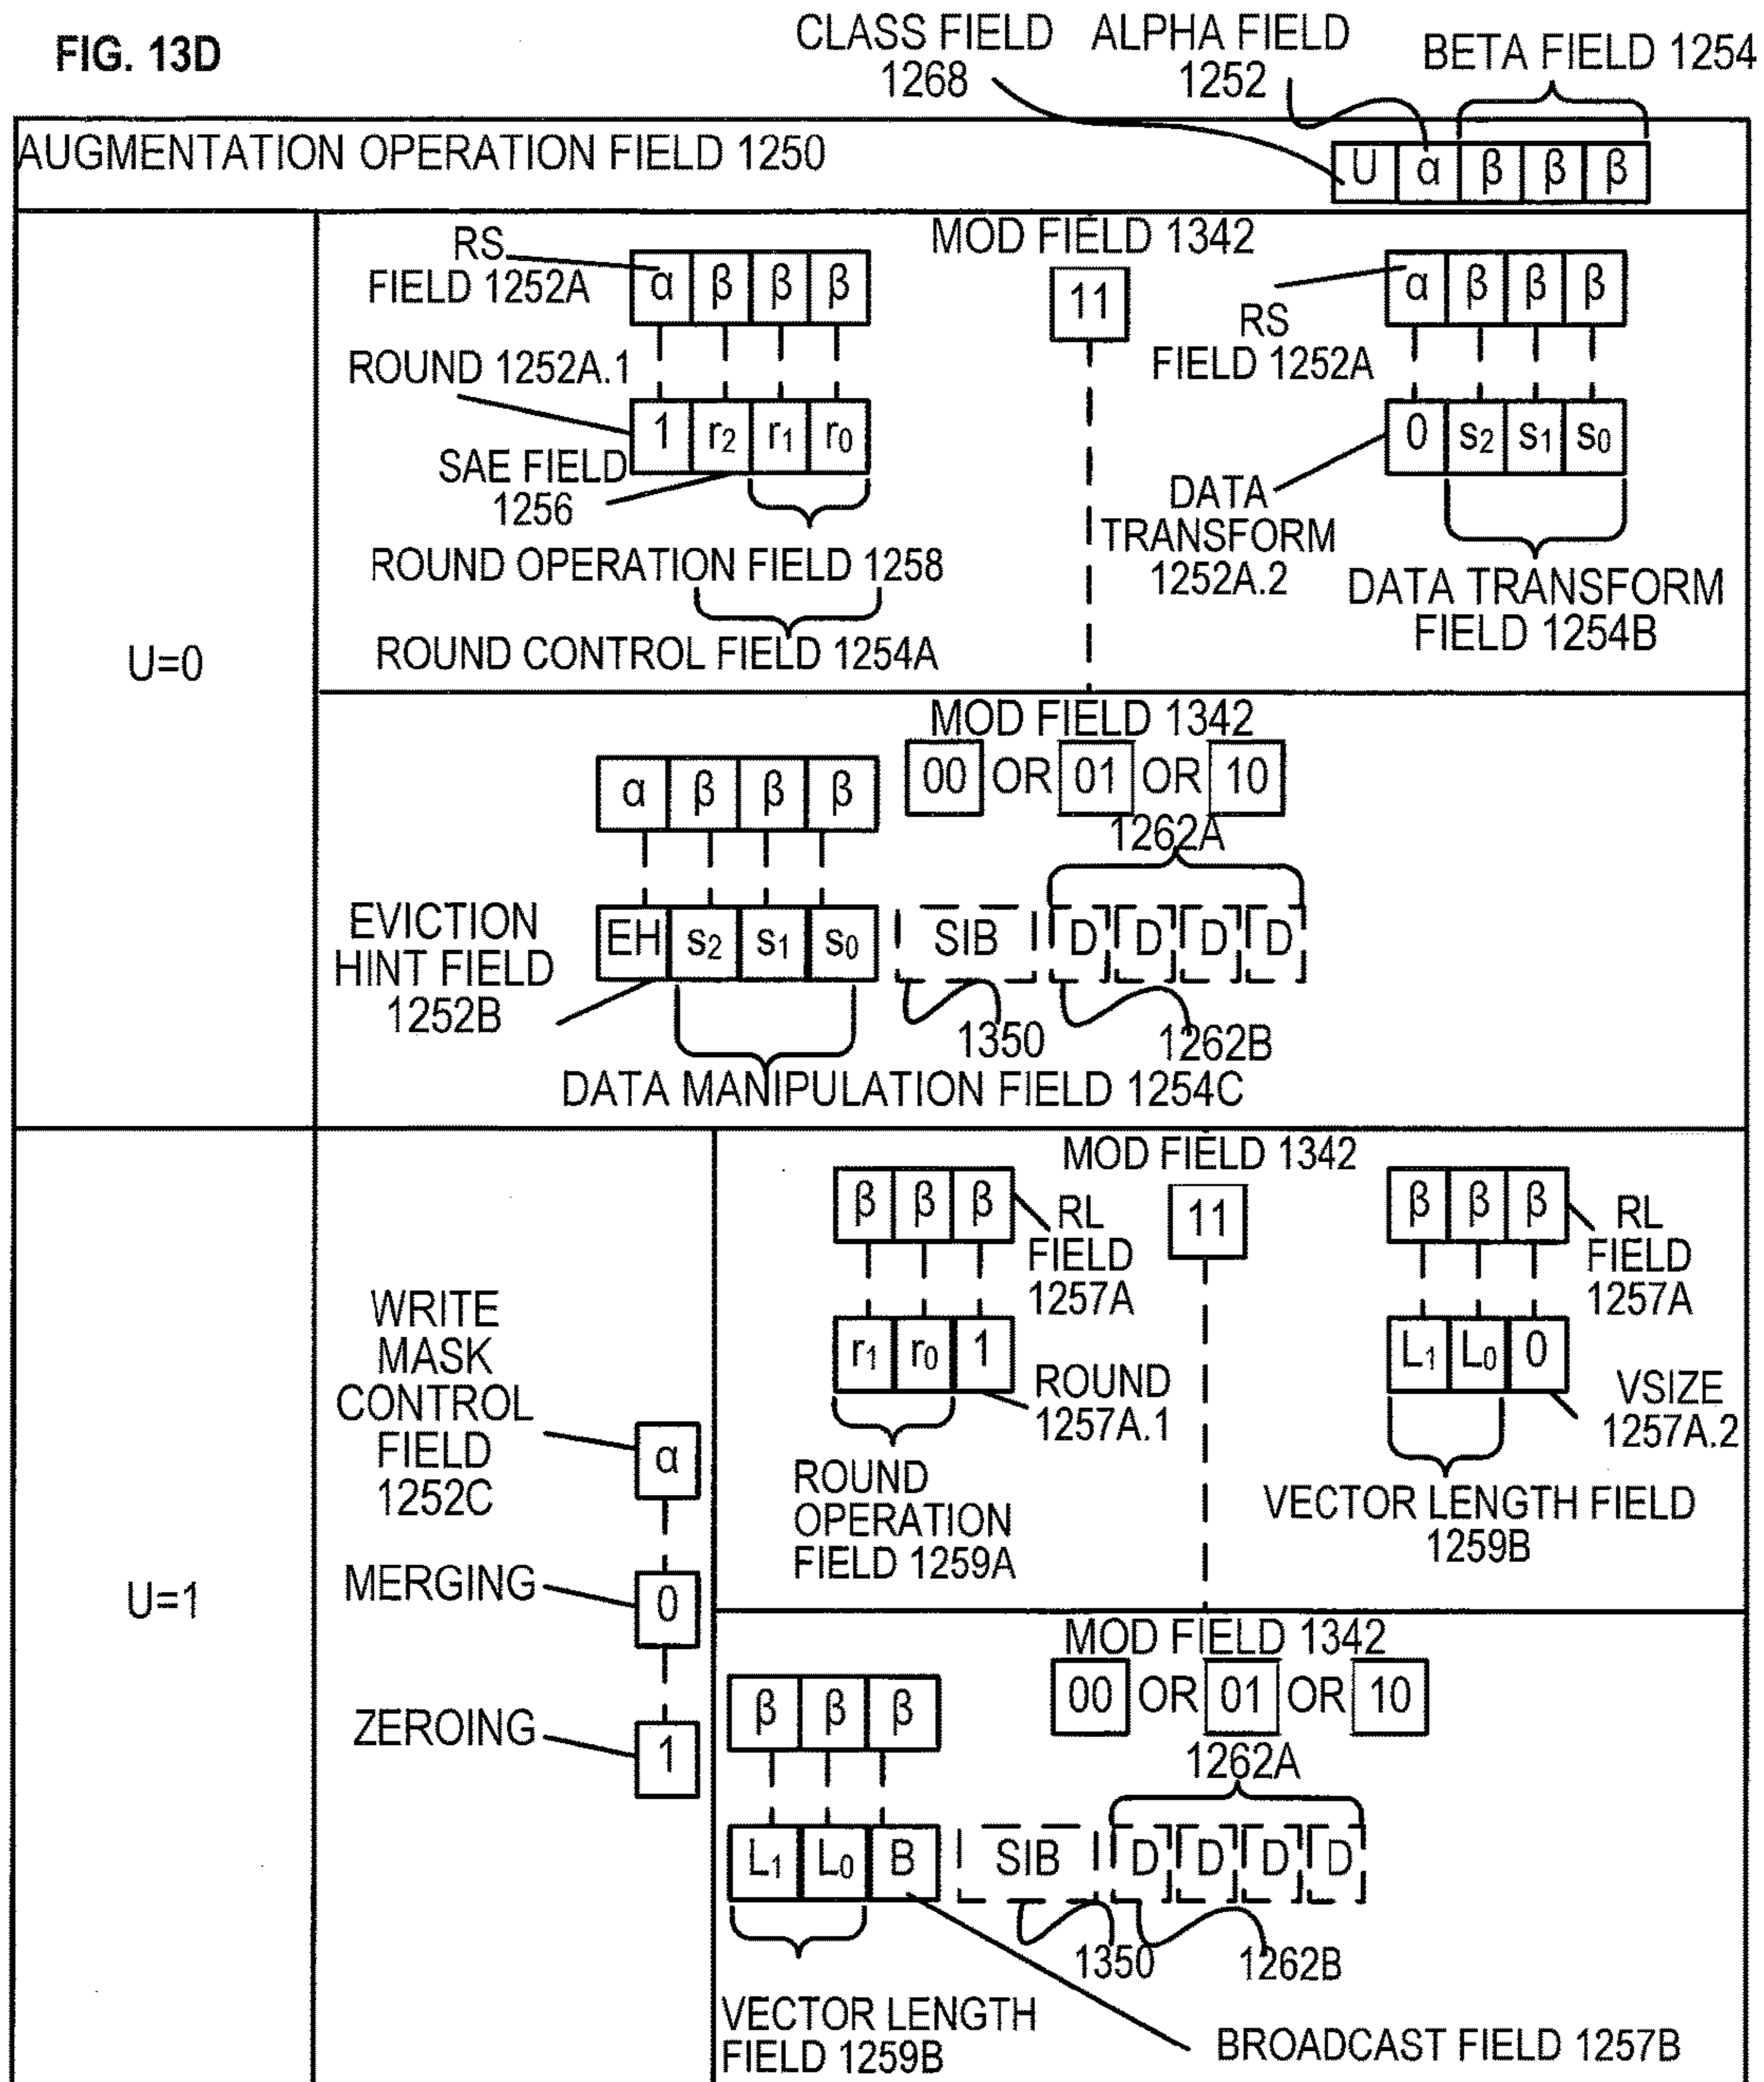 FIG. 13D
CLASS FIELD
1268
ALPHA FIELD
1252
BETA FIELD 1254
AUGMENTATION OPERATION FIELD 1250
U α β β β
U=0
MOD FIELD 1342
11
RS
FIELD 1252A
α β β β
ROUND 1252A.1
1 r2 r1 r0
SAE FIELD
1256
ROUND OPERATION FIELD 1258
ROUND CONTROL FIELD 1254A
α β β β
RS
FIELD 1252A
0 s2 s1 s0
DATA
TRANSFORM
1252A.2
DATA TRANSFORM
FIELD 1254B
MOD FIELD 1342
00 OR 01 OR 10
α β β β
1262A
EVICTION
HINT FIELD
1252B
EH s2 s1 s0 SIB D D D D
1350
1262B
DATA MANIPULATION FIELD 1254C
U=1
WRITE
MASK
CONTROL
FIELD
1252C
α
MERGING
0
ZEROING
1
MOD FIELD 1342
11
β β β
RL
FIELD
1257A
r1 r0 1
ROUND
1257A.1
ROUND
OPERATION
FIELD 1259A
β β β
RL
FIELD
1257A
L1 L0 0
VSIZE
1257A.2
VECTOR LENGTH FIELD
1259B
MOD FIELD 1342
00 OR 01 OR 10
β β β
1262A
L1 L0 B SIB D D D D
1350
1262B
VECTOR LENGTH
FIELD 1259B
BROADCAST FIELD 1257B